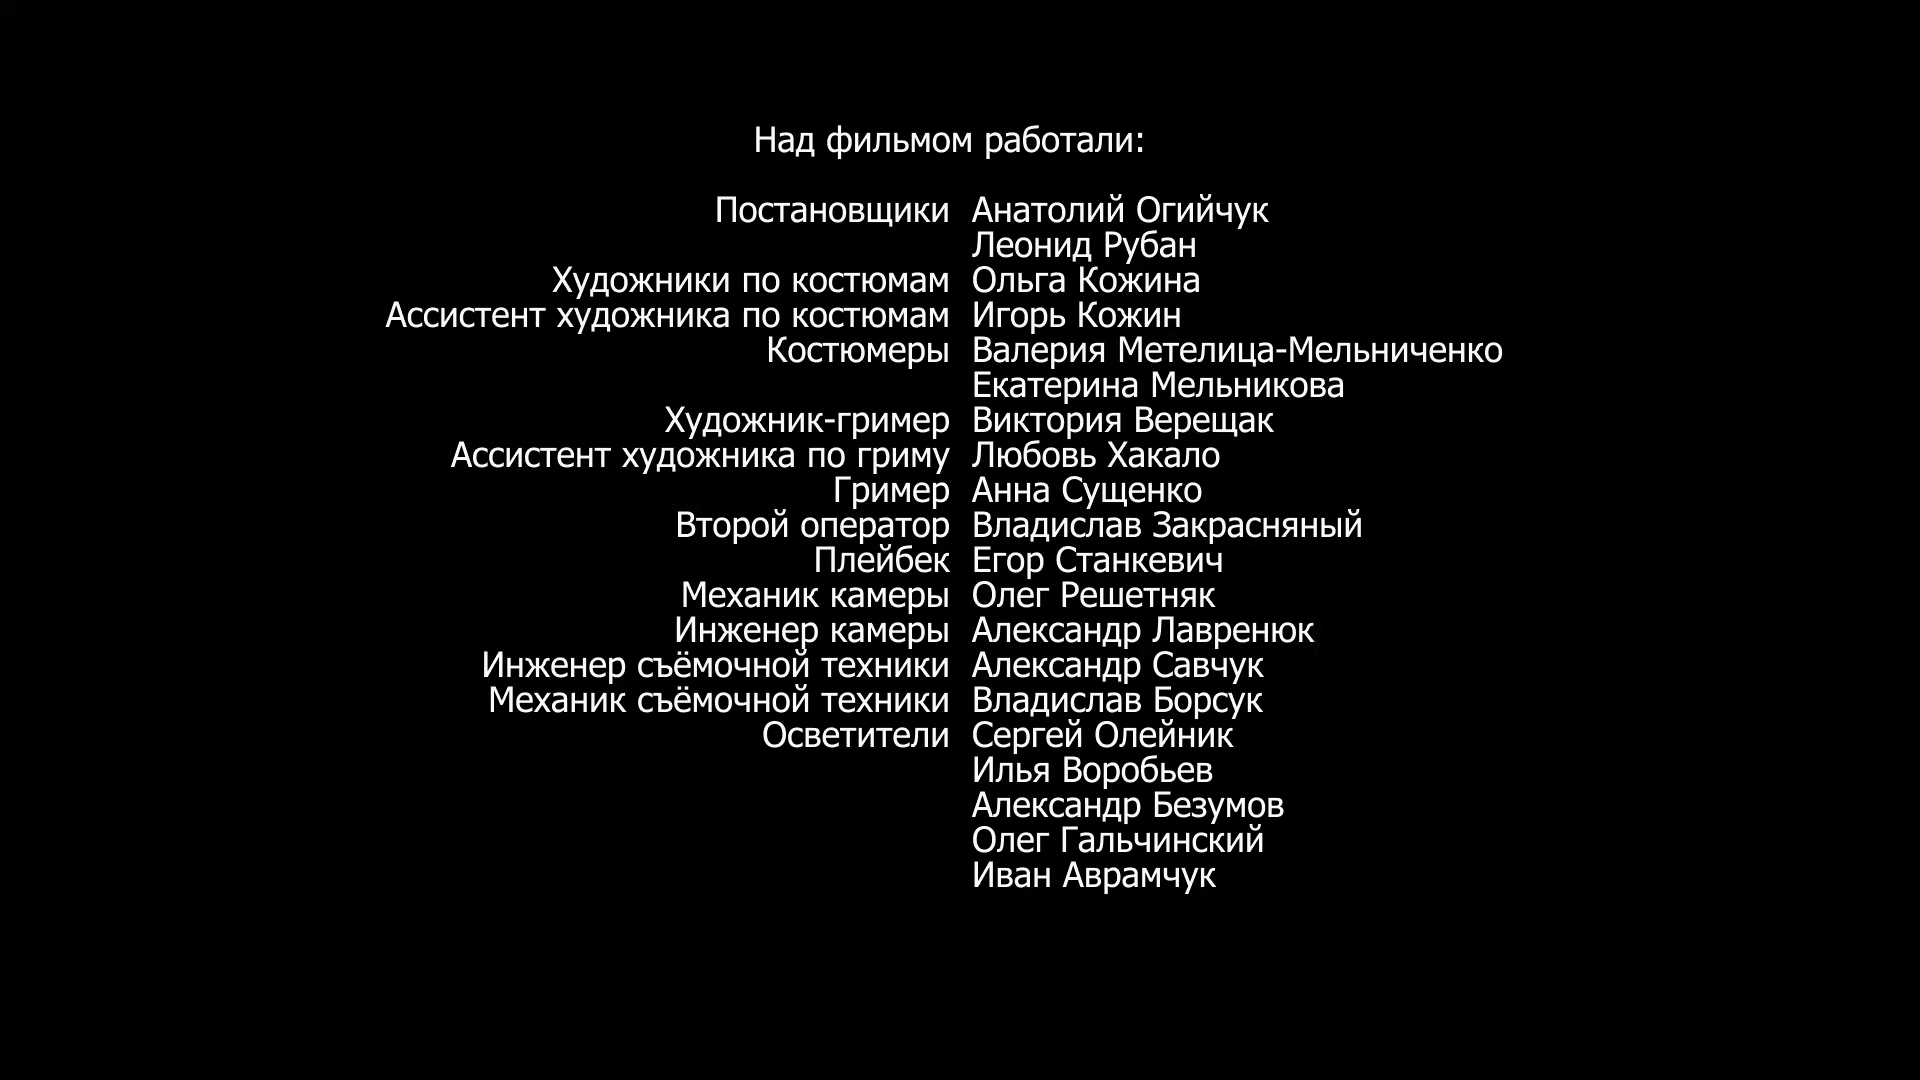 Над фильмом работали:
Постановщики Анатолий Огийчук
Леонид Рубан
Художники по костюмам Ольга Кожина
Ассистент художника по костюмам Игорь Кожин
Костюмеры Валерия Метелица-Мельниченко
Екатерина Мельникова
Художник-гример Виктория Верещак
Ассистент художника по гриму Любовь Хакало
Гример Анна Сущенко
Второй оператор Владислав Закрасняный
Плейбек Егор Станкевич
Механик камеры Олег Решетняк
Инженер камеры Александр Лавренюк
Инженер съёмочной техники Александр Савчук
Механик съёмочной техники Владислав Борсук
Осветители Сергей Олейник
Илья Воробьев
Александр Безумов
Олег Гальчинский
Иван Аврамчук